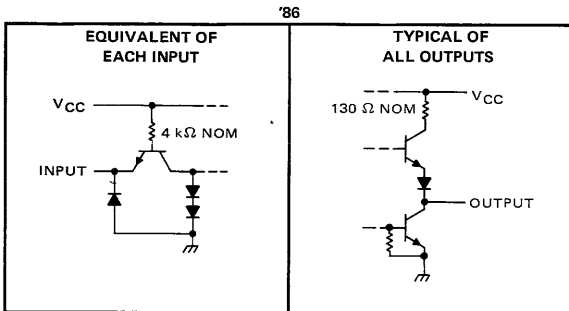 '86
EQUIVALENT OF
EACH INPUT
VCC
4 kΩ NOM
INPUT
TYPICAL OF
ALL OUTPUTS
VCC
130 Ω NOM
OUTPUT